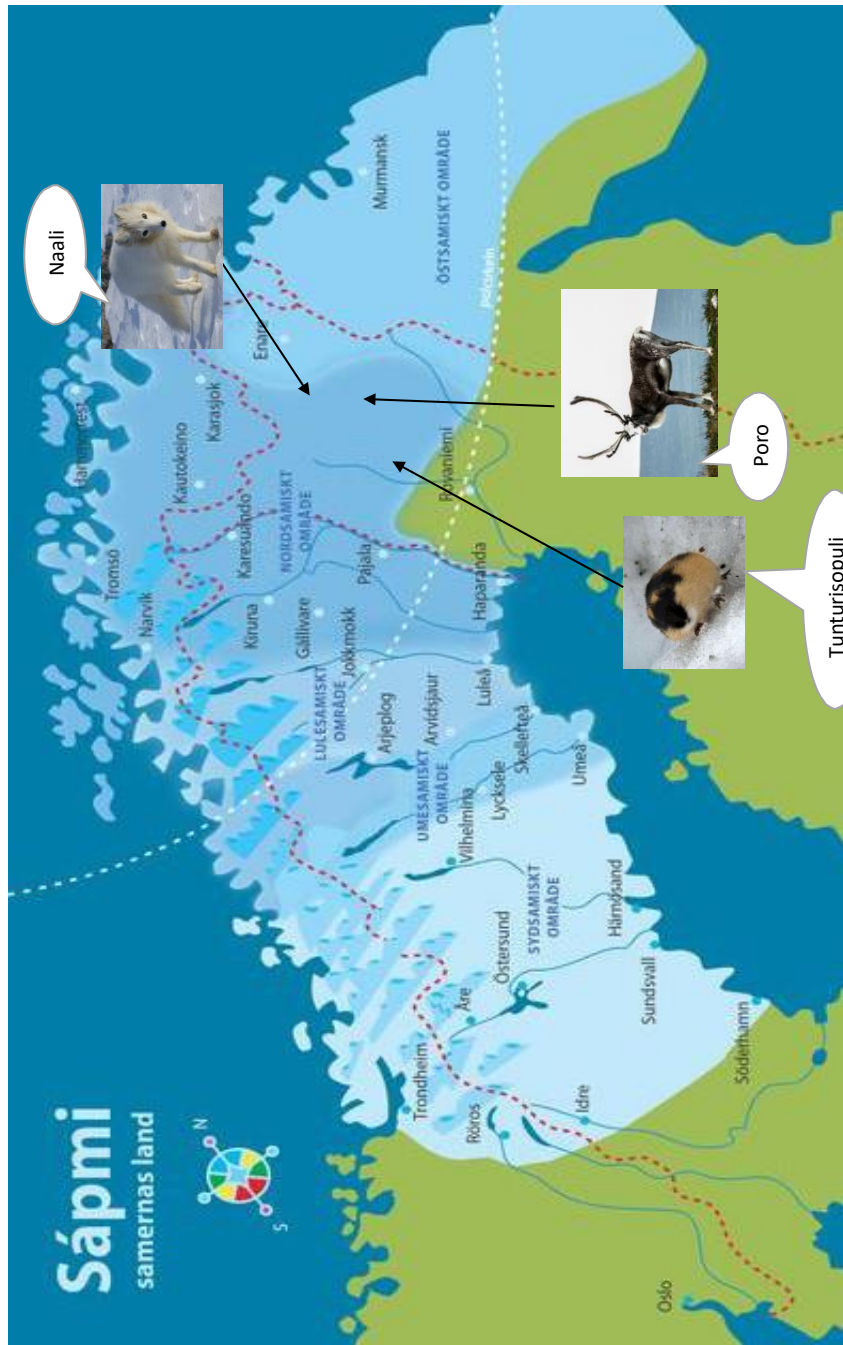 Sápmi
samernas land
N
S
Naali
Poro
Tunturisopuli
Hammerfest
Tromsö
Narvik
Kautokeino
Karasjok
Enare
Murmansk
ÖSTSAMISKT OMRÅDE
polcirkeln
Karesuando
NORDSAMISKT
OMRÅDE
Kiruna
Gällivare
Pajala
Rovaniemi
Jokkmokk
LULESAMISKT
OMRÅDE
Haparanda
Arjeplog
Arvidsjaur
Luleå
UMESAMISKT
OMRÅDE
Skellefteå
Lycksele
Vilhelmina
Umeå
SYDSAMISKT
OMRÅDE
Östersund
Åre
Härnösand
Sundsvall
Trondheim
Röros
Idre
Söderhamn
Oslo